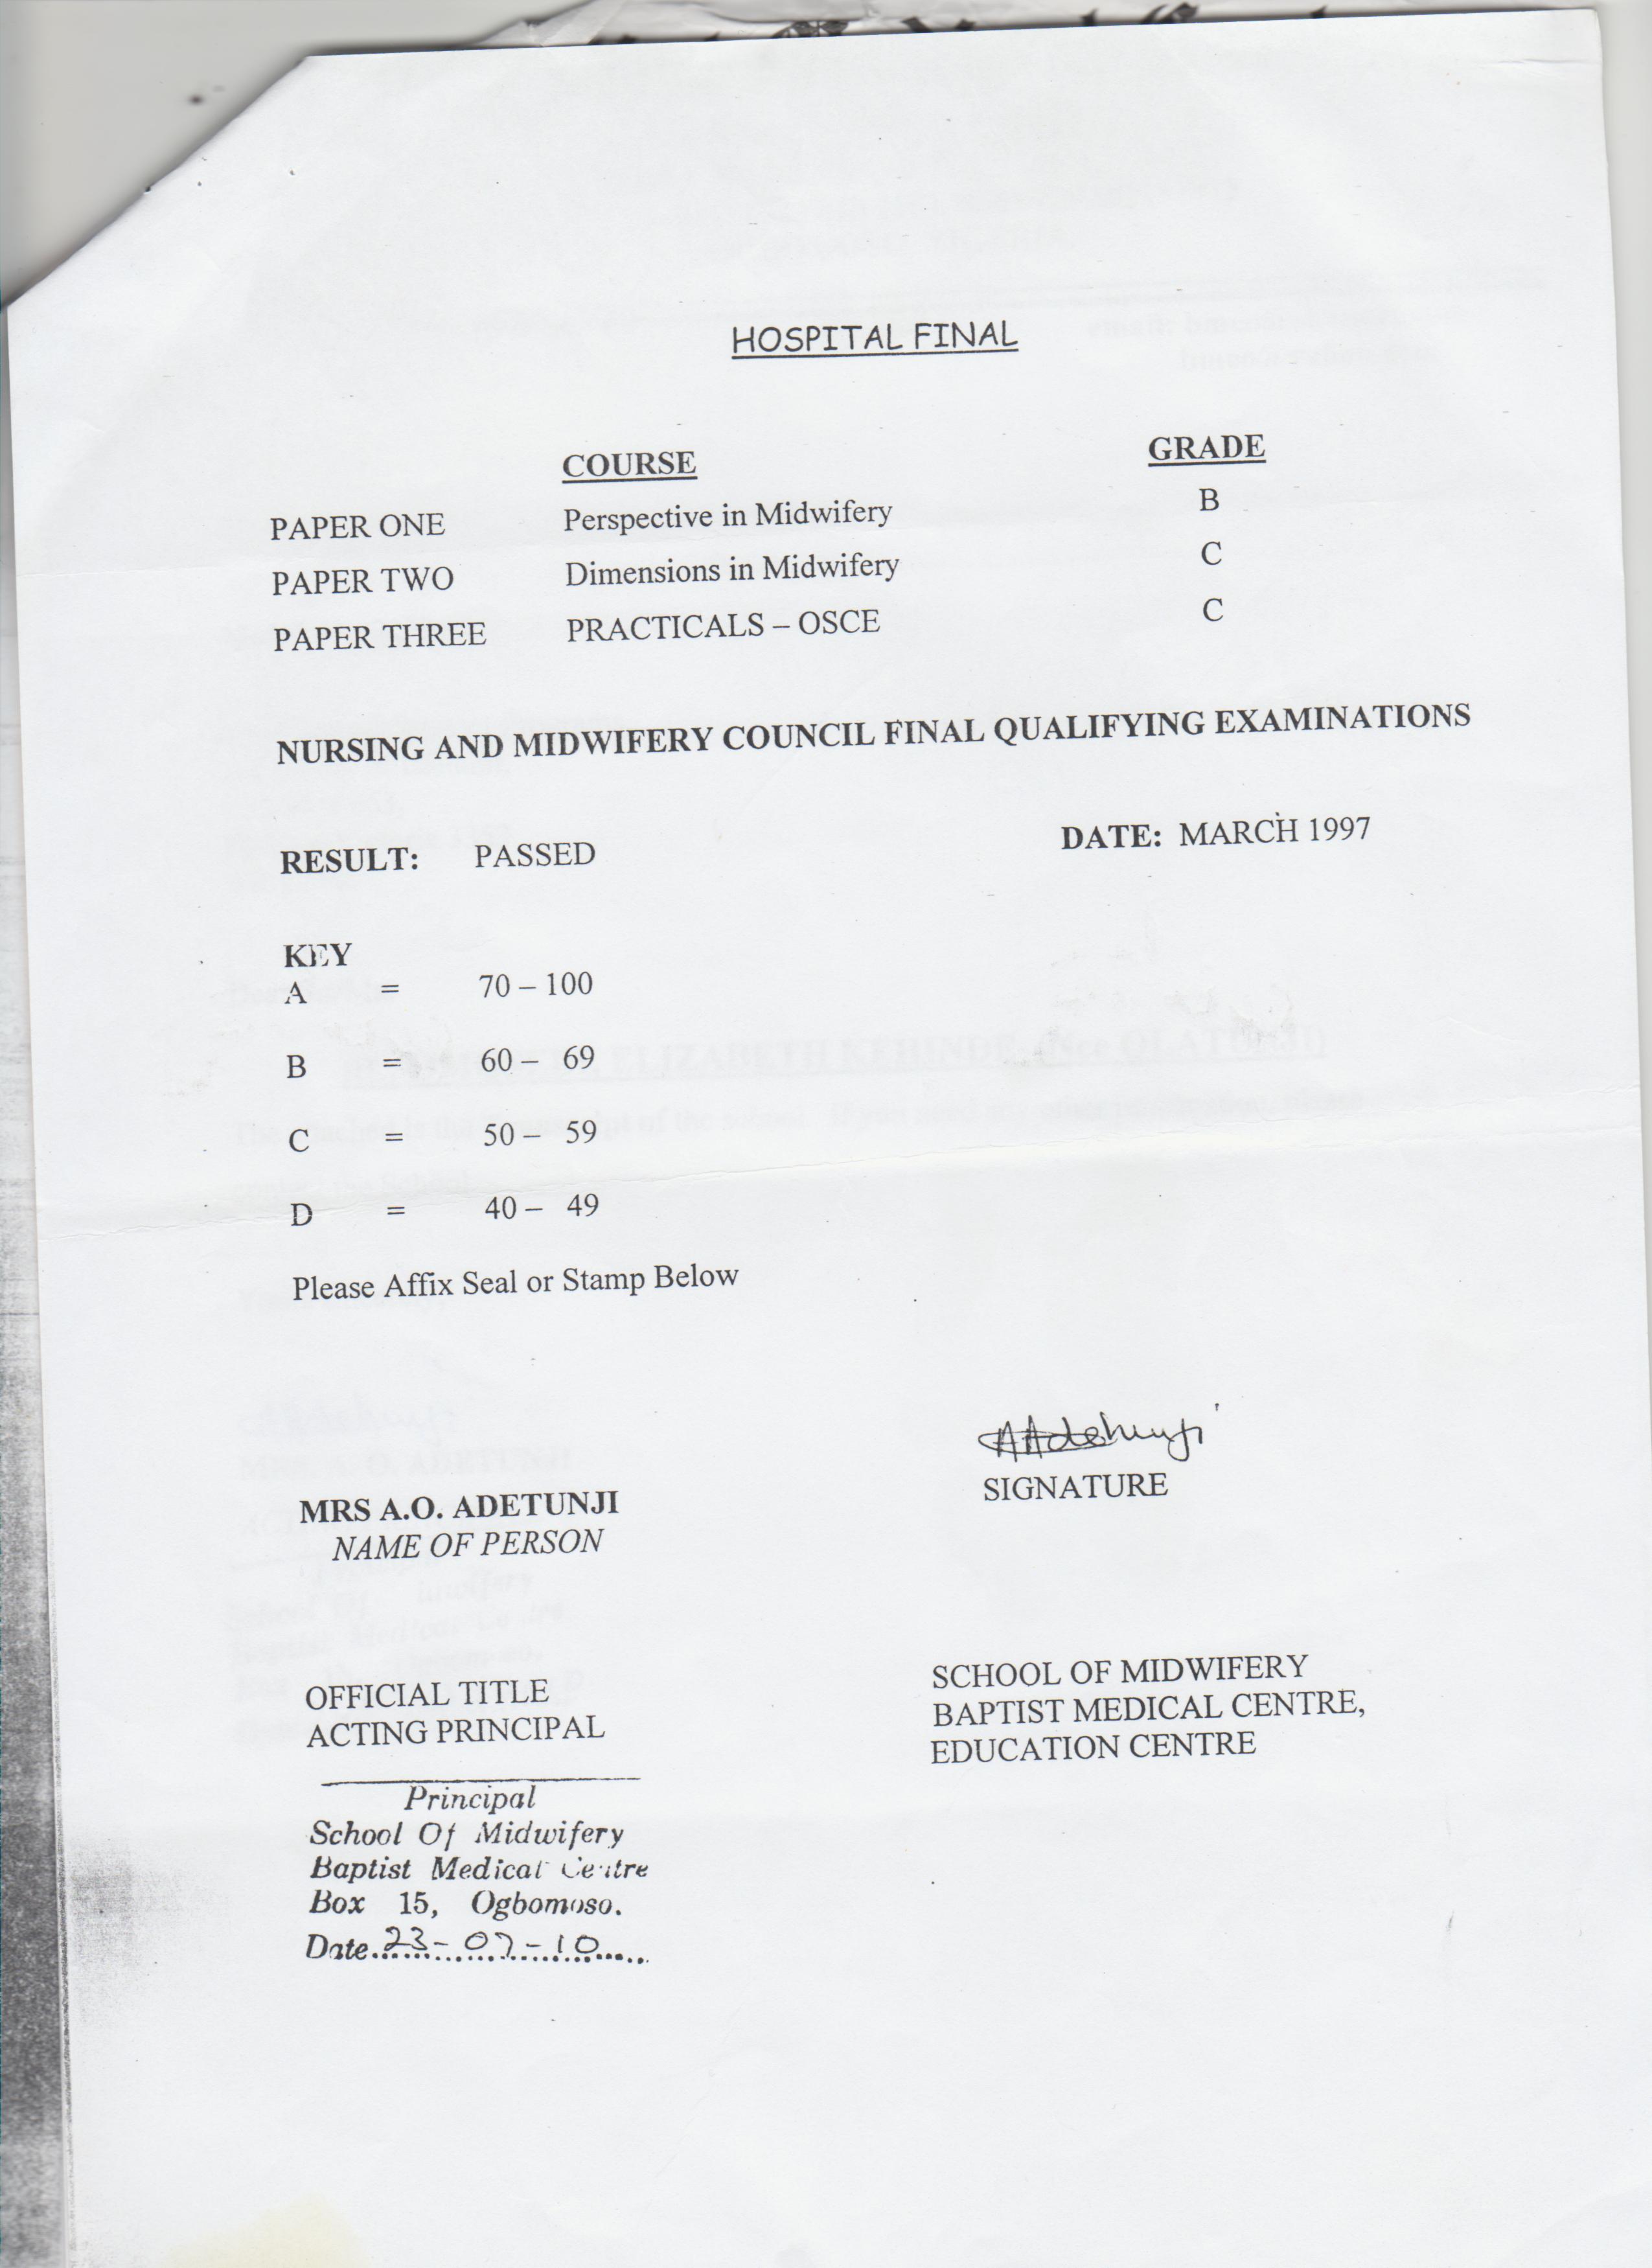 HOSPITAL FINAL
COURSE GRADE
PAPER ONE Perspective in Midwifery B
PAPER TWO Dimensions in Midwifery C
PAPER THREE PRACTICALS – OSCE C
NURSING AND MIDWIFERY COUNCIL FINAL QUALIFYING EXAMINATIONS
RESULT: PASSED DATE: MARCH 1997
KEY
A = 70 – 100
B = 60 – 69
C = 50 – 59
D = 40 – 49
Please Affix Seal or Stamp Below
AAdetunji
SIGNATURE
MRS A.O. ADETUNJI
NAME OF PERSON
OFFICIAL TITLE
ACTING PRINCIPAL
SCHOOL OF MIDWIFERY
BAPTIST MEDICAL CENTRE,
EDUCATION CENTRE
Principal
School Of Midwifery
Baptist Medical Centre
Box 15, Ogbomoso.
Date 23-07-10